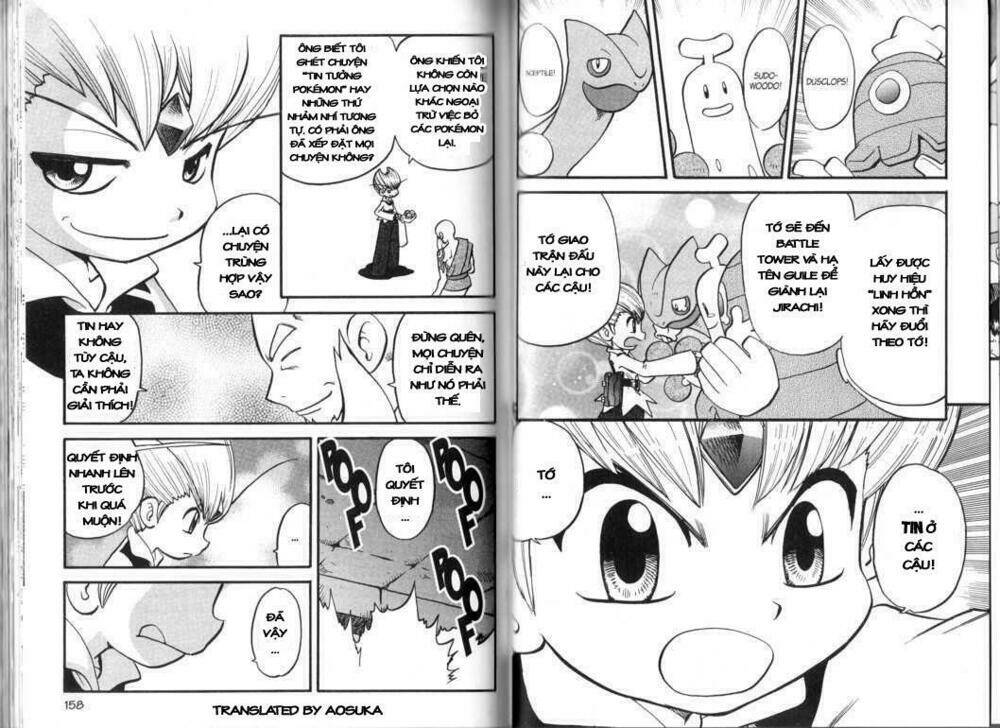 ÔNG BIẾT TÔI
GHÉT CHUYỆN
"TIN TƯỞNG
POKÉMON" HAY
NHỮNG THỨ
NHẢM NHÍ TƯƠNG
TỰ. CÓ PHẢI ÔNG
ĐÃ XẾP ĐẶT MỌI
CHUYỆN KHÔNG?
ÔNG KHIẾN TÔI
KHÔNG CÒN
LỰA CHỌN NÀO
KHÁC NGOẠI
TRỪ VIỆC BỎ
CÁC POKÉMON
LẠI.
...LẠI CÓ
CHUYỆN
TRÙNG
HỢP VẬY
SAO?
TIN HAY
KHÔNG
TÙY CẬU,
TA KHÔNG
CẦN PHẢI
GIẢI THÍCH!
ĐỪNG QUÊN,
MỌI CHUYỆN
CHỈ DIỄN RA
NHƯ NÓ PHẢI
THẾ.
QUYẾT ĐỊNH
NHANH LÊN
TRƯỚC
KHI QUÁ
MUỘN!
...
TÔI
QUYẾT
ĐỊNH
...
POOF
POOF
POOF
POOF
ĐÃ
VẬY
...
158
TRANSLATED BY AOSUKA
SCEPTILE!
SUDO-
WOODO!
DUSCLOPS!
TỚ GIAO
TRẬN ĐẤU
NÀY LẠI CHO
CÁC CẬU!
TỚ SẼ ĐẾN
BATTLE
TOWER VÀ HẠ
TÊN GUILE ĐỂ
GIÀNH LẠI
JIRACHI!
LẤY ĐƯỢC
HUY HIỆU
"LINH HỒN"
XONG THÌ
HÃY ĐUỔI
THEO TỚ!
TỚ
...
...
TIN Ở
CÁC
CẬU!